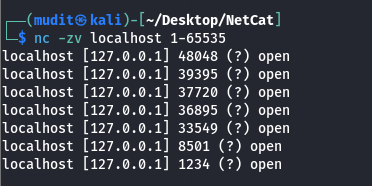 ┌──(mudit㉿kali)-[~/Desktop/NetCat]
└─$ nc -zv localhost 1-65535
localhost [127.0.0.1] 48048 (?) open
localhost [127.0.0.1] 39395 (?) open
localhost [127.0.0.1] 37720 (?) open
localhost [127.0.0.1] 36895 (?) open
localhost [127.0.0.1] 33549 (?) open
localhost [127.0.0.1] 8501 (?) open
localhost [127.0.0.1] 1234 (?) open